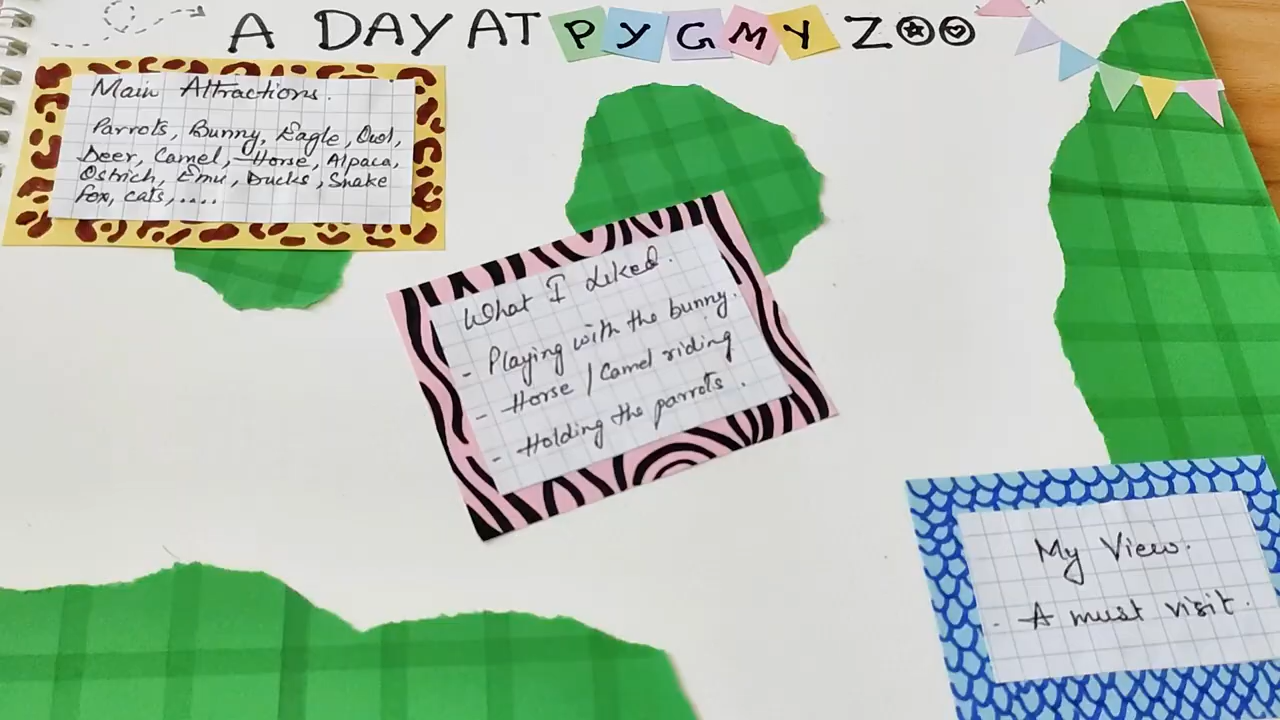 A DAY AT PYGMY ZOO
Main Attractions.
Parrots, Bunny, Eagle, Owl,
Deer, Camel, Horse, Alpaca,
Ostrich, Emu, Ducks, Snake
Fox, cats, ....
What I Liked.
- Playing with the bunny.
- Horse / Camel riding
- Holding the parrots.
My View.
- A must visit.